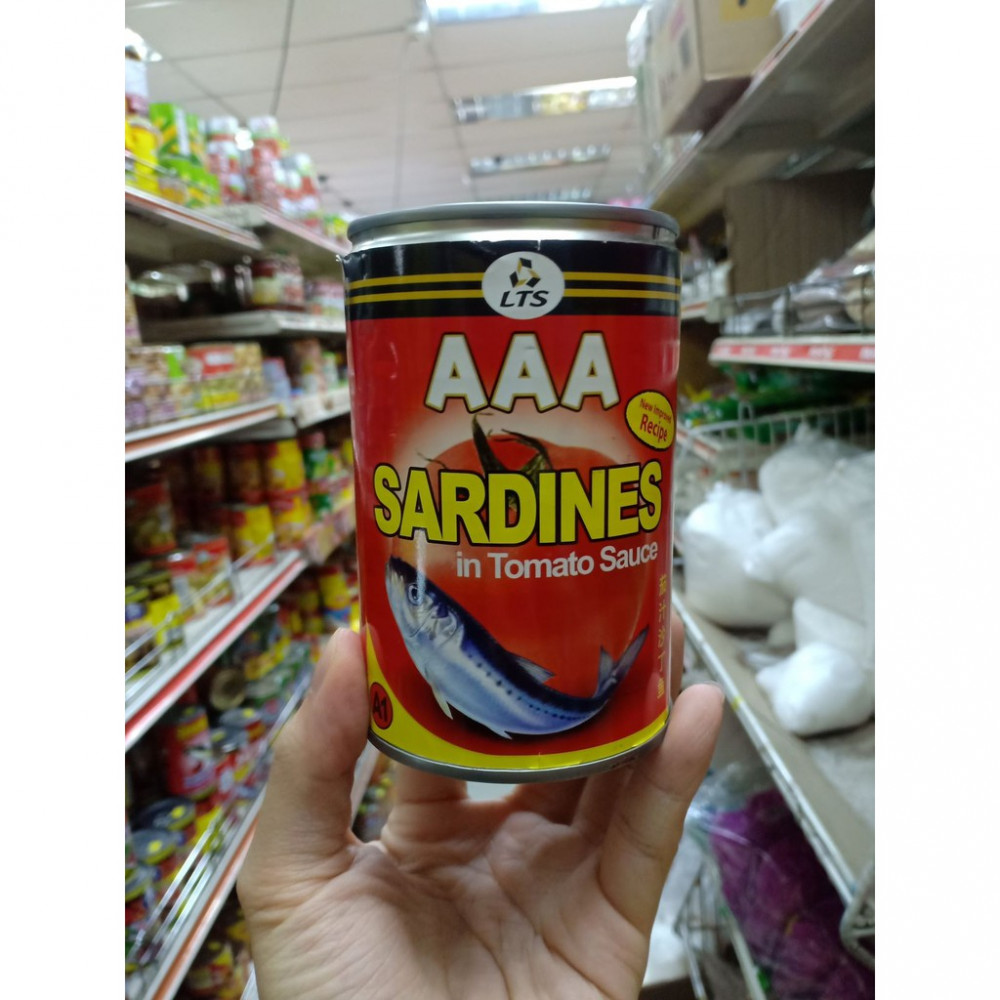 LTS
AAA
New Improved
Recipe
SARDINES
in Tomato Sauce
A1